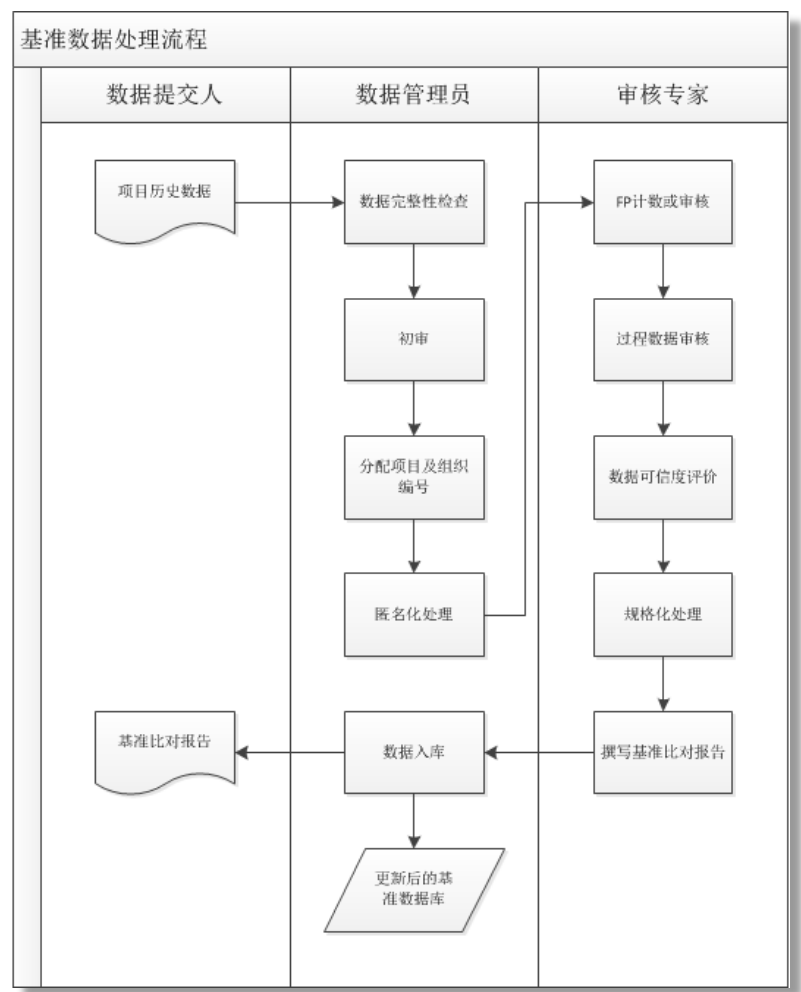 基准数据处理流程
数据提交人
数据管理员
审核专家
项目历史数据
数据完整性检查
FP计数或审核
初审
过程数据审核
分配项目及组织
编号
数据可信度评价
匿名化处理
规格化处理
基准比对报告
数据入库
撰写基准比对报告
更新后的基
准数据库